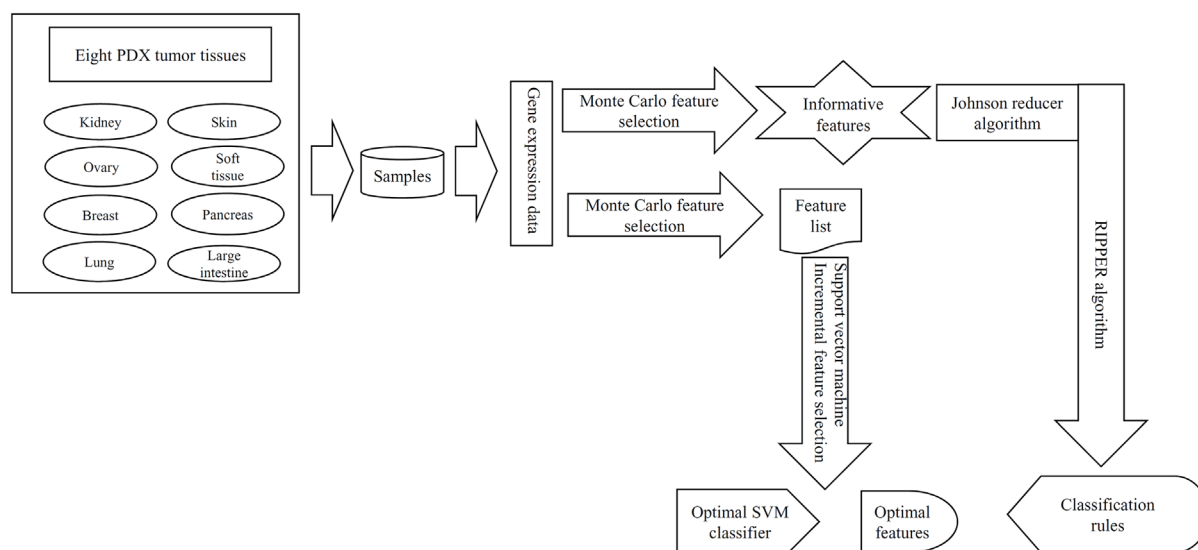 Eight PDX tumor tissues
Kidney
Skin
Ovary
Soft
tissue
Breast
Pancreas
Lung
Large
intestine
Samples
Gene expression data
Monte Carlo feature
selection
Informative
features
Johnson reducer
algorithm
Monte Carlo feature
selection
Feature
list
Support vector machine
Incremental feature selection
RIPPER algorithm
Optimal SVM
classifier
Optimal
features
Classification
rules